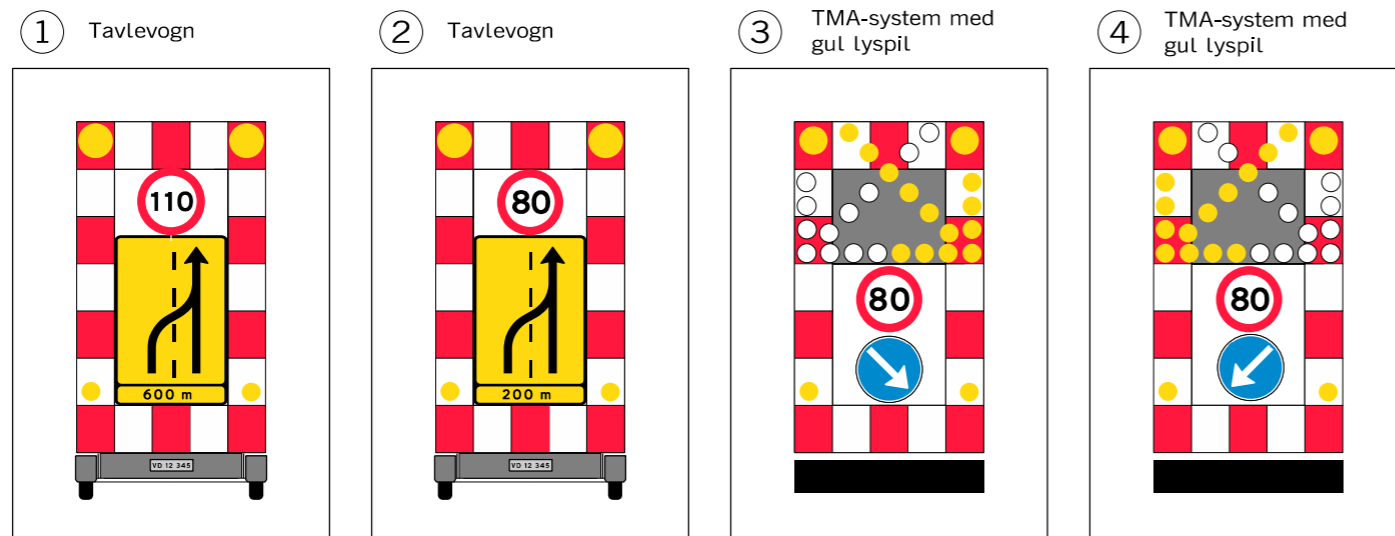 1 Tavlevogn
110
600 m
VD 12 345
2 Tavlevogn
80
200 m
VD 12 345
3 TMA-system med
gul lyspil
80
4 TMA-system med
gul lyspil
80